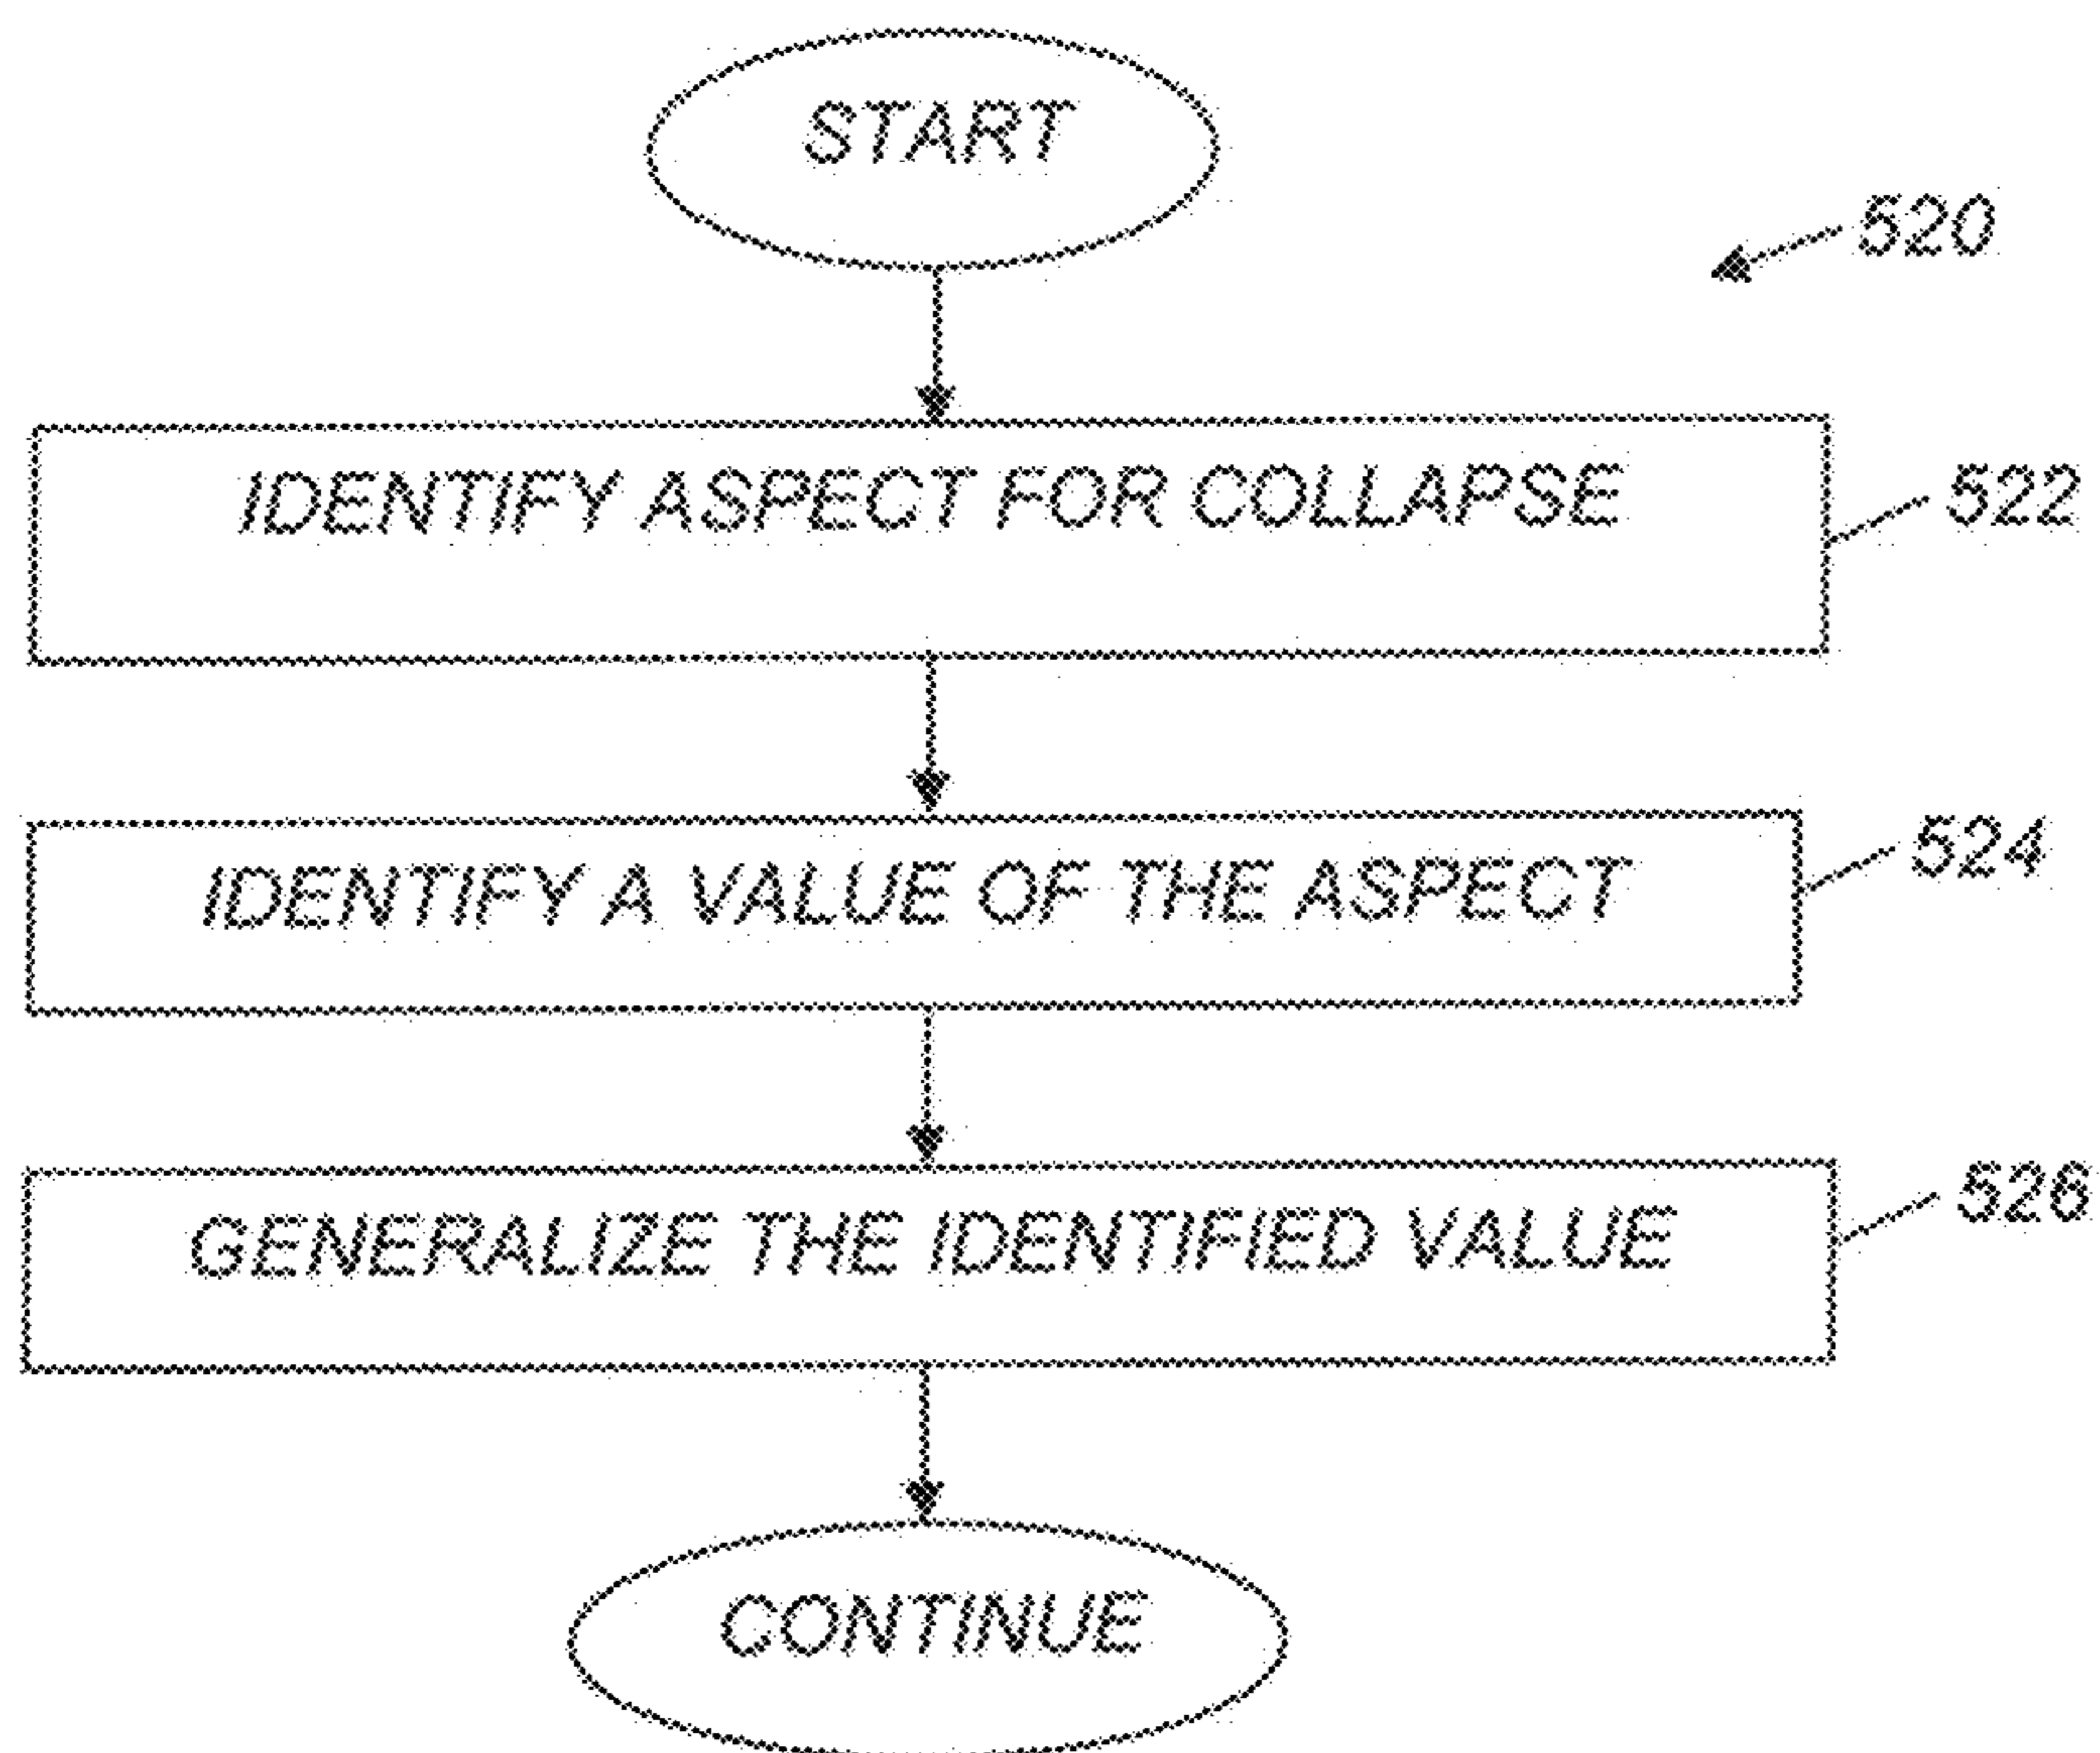 START
520
IDENTIFY ASPECT FOR COLLAPSE
522
IDENTIFY A VALUE OF THE ASPECT
524
GENERALIZE THE IDENTIFIED VALUE
526
CONTINUE